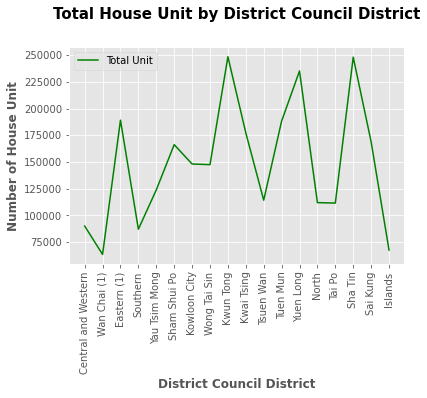 Total House Unit by District Council District
Total Unit
250000
225000
200000
175000
150000
125000
100000
75000
Number of House Unit
Central and Western
Wan Chai (1)
Eastern (1)
Southern
Yau Tsim Mong
Sham Shui Po
Kowloon City
Wong Tai Sin
Kwun Tong
Kwai Tsing
Tsuen Wan
Tuen Mun
Yuen Long
North
Tai Po
Sha Tin
Sai Kung
Islands
District Council District